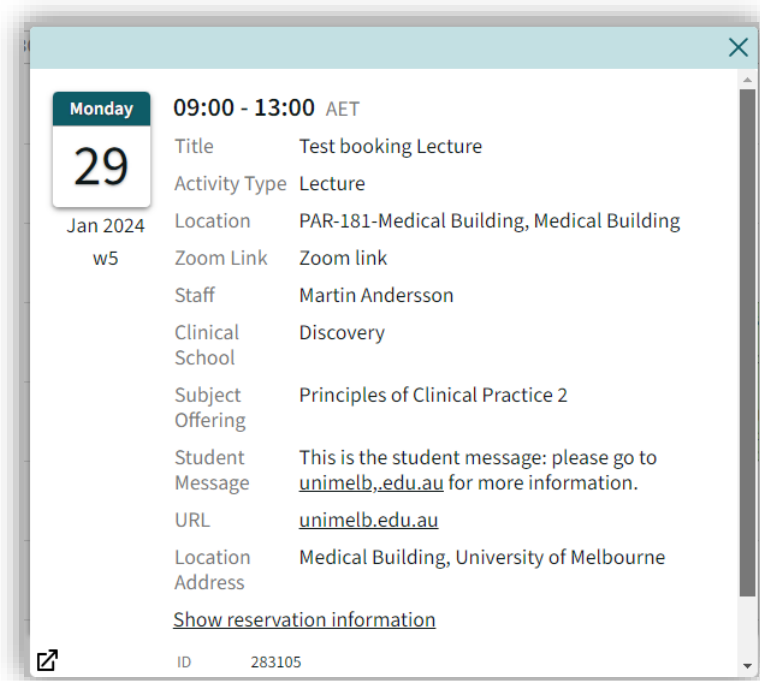 Monday
29
Jan 2024
w5
09:00 - 13:00 AET
Title Test booking Lecture
Activity Type Lecture
Location PAR-181-Medical Building, Medical Building
Zoom Link Zoom link
Staff Martin Andersson
Clinical School Discovery
Subject Offering Principles of Clinical Practice 2
Student Message This is the student message: please go to
unimelb,.edu.au for more information.
URL unimelb.edu.au
Location Address Medical Building, University of Melbourne
Show reservation information
ID 283105